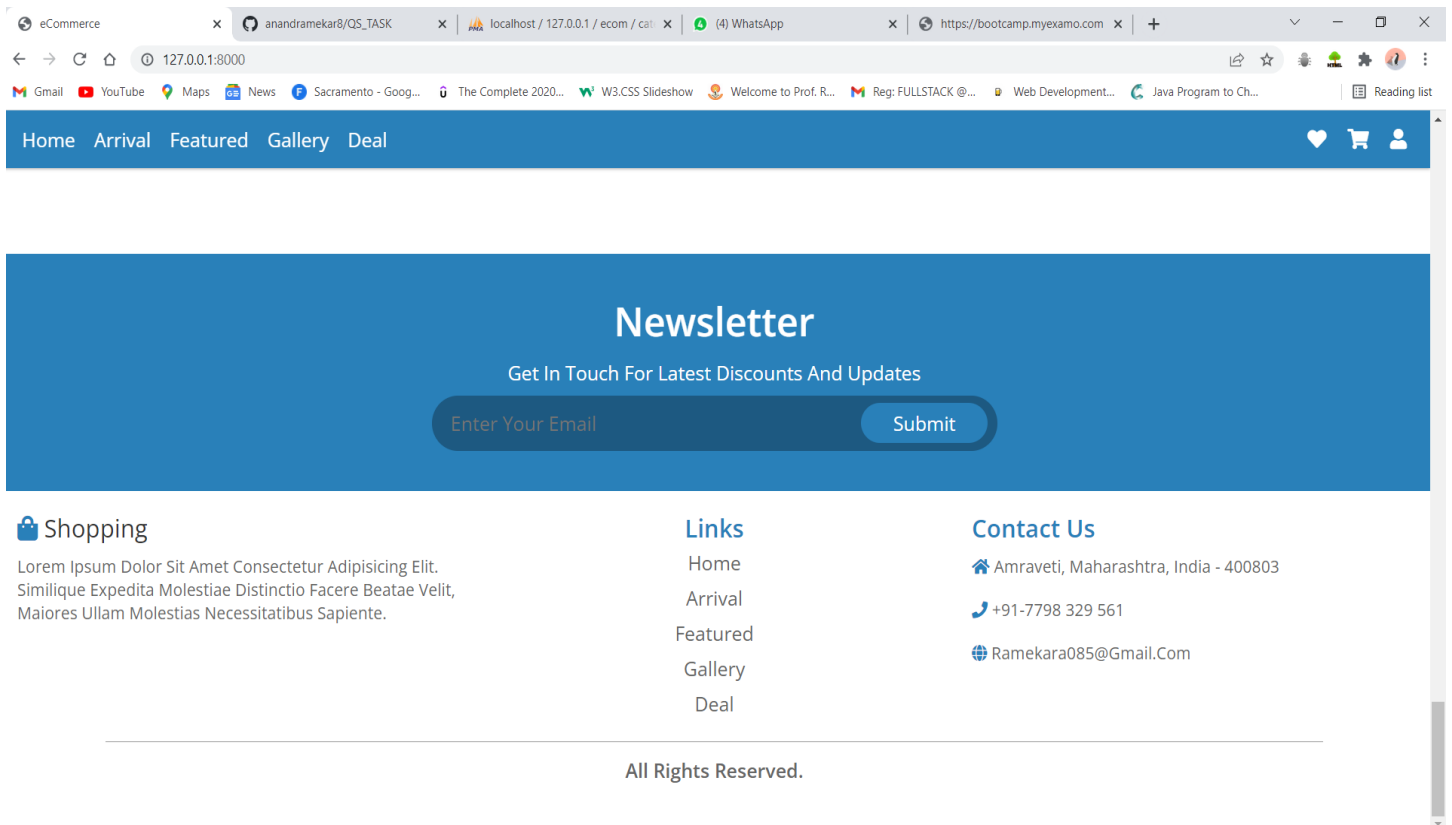 eCommerce
anandramekar8/QS_TASK
PMA
localhost / 127.0.0.1 / ecom / cat
4
(4) WhatsApp
https://bootcamp.myexamo.com
127.0.0.1:8000
HTML
Gmail
YouTube
Maps
GE
News
F
Sacramento - Goog...
û
The Complete 2020...
W3.CSS Slideshow
Welcome to Prof. R...
Reg: FULLSTACK @...
Web Development...
Java Program to Ch...
Reading list
Home
Arrival
Featured
Gallery
Deal
Newsletter
Get In Touch For Latest Discounts And Updates
Enter Your Email
Submit
Shopping
Lorem Ipsum Dolor Sit Amet Consectetur Adipisicing Elit.
Similique Expedita Molestiae Distinctio Facere Beatae Velit,
Maiores Ullam Molestias Necessitatibus Sapiente.
Links
Home
Arrival
Featured
Gallery
Deal
Contact Us
Amraveti, Maharashtra, India - 400803
+91-7798 329 561
Ramekara085@Gmail.Com
All Rights Reserved.